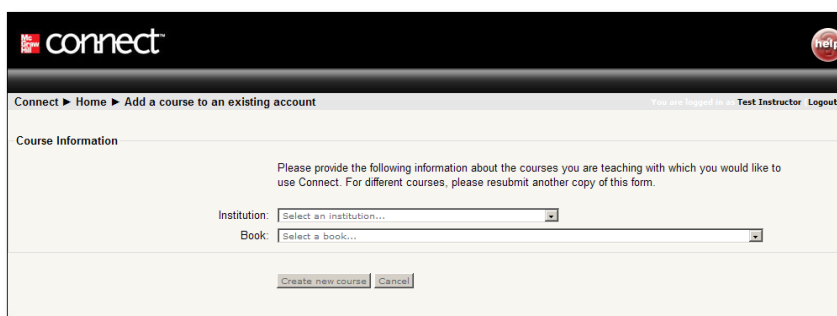 Mc
Graw
Hill
connect™
help
Connect ► Home ► Add a course to an existing account
You are logged in as Test Instructor Logout
Course Information
Please provide the following information about the courses you are teaching with which you would like to
use Connect. For different courses, please resubmit another copy of this form.
Institution: Select an institution...
Book: Select a book...
Create new course Cancel